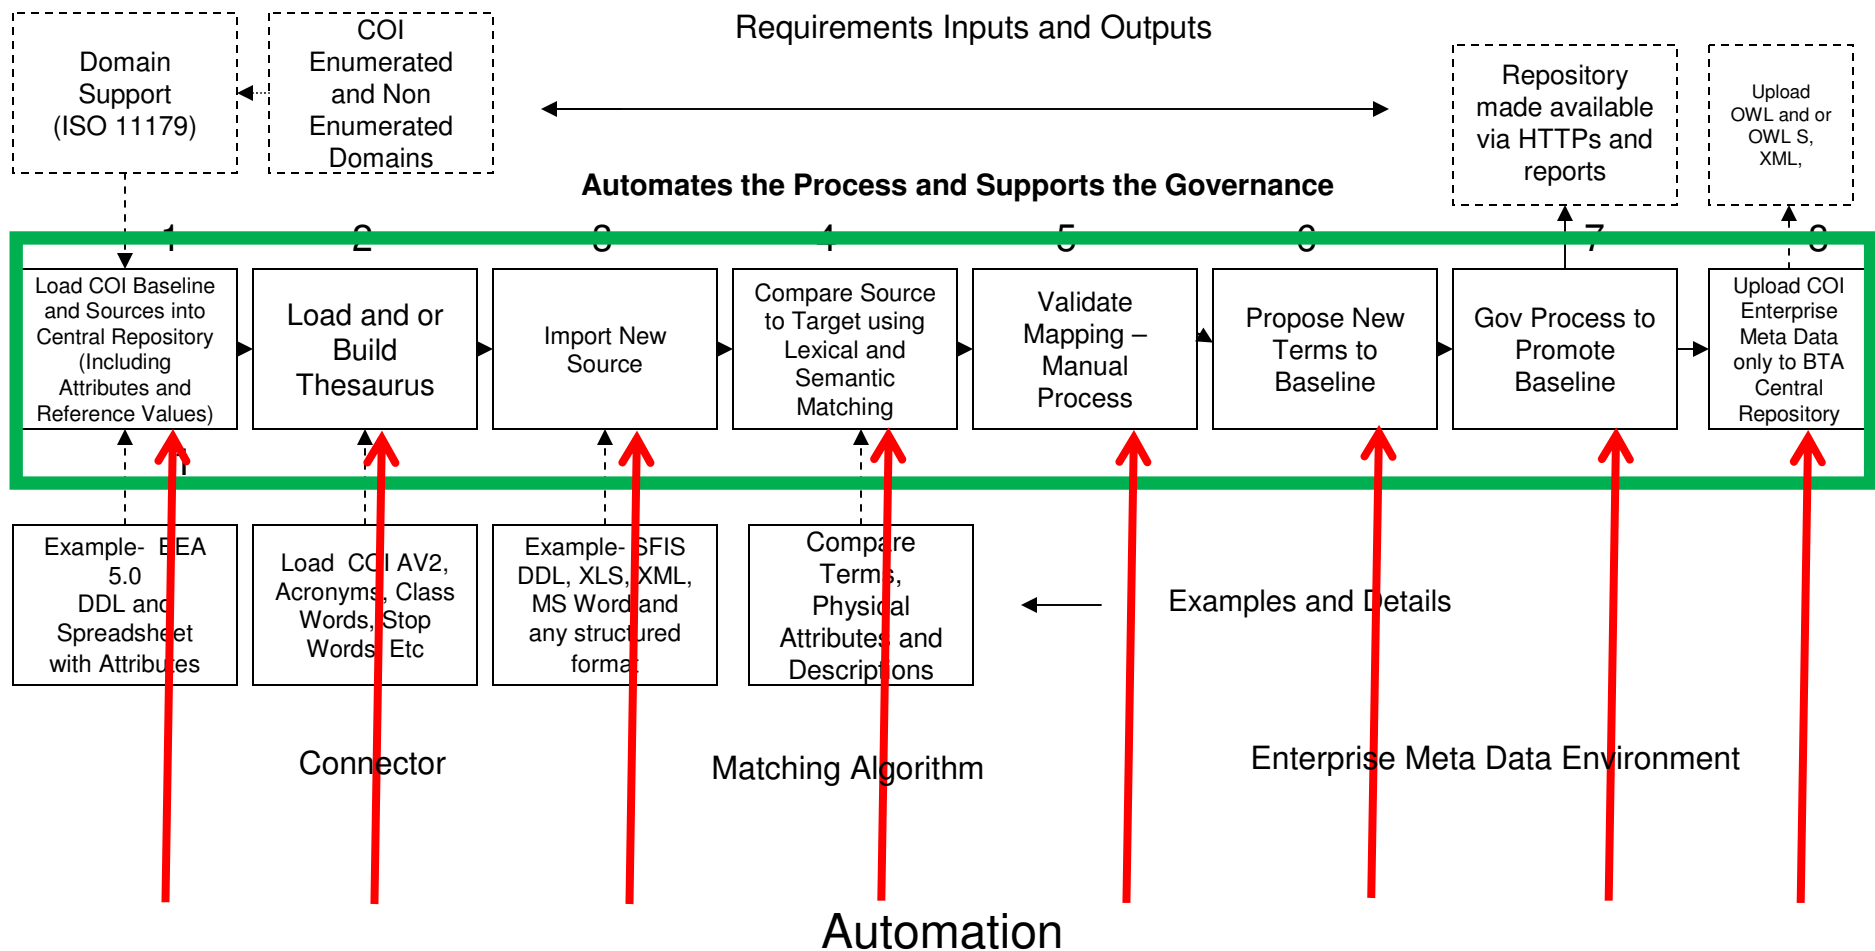 Requirements Inputs and Outputs
Domain
Support
(ISO 11179)
COI
Enumerated
and Non
Enumerated
Domains
Repository
made available
via HTTPs and
reports
Upload
OWL and or
OWL S,
XML,
Automates the Process and Supports the Governance
1 2 3 4 5 6 7 8
Load COI Baseline
and Sources into
Central Repository
(Including
Attributes and
Reference Values)
Load and or
Build
Thesaurus
Import New
Source
Compare Source
to Target using
Lexical and
Semantic
Matching
Validate
Mapping –
Manual
Process
Propose New
Terms to
Baseline
Gov Process to
Promote
Baseline
Upload COI
Enterprise
Meta Data
only to BTA
Central
Repository
1
Example- BEA
5.0
DDL and
Spreadsheet
with Attributes
Load COI AV2,
Acronyms, Class
Words, Stop
Words, Etc
Example- SFIS
DDL, XLS, XML,
MS Word and
any structured
format
Compare
Terms,
Physical
Attributes and
Descriptions
Examples and Details
Connector
Matching Algorithm
Enterprise Meta Data Environment
Automation